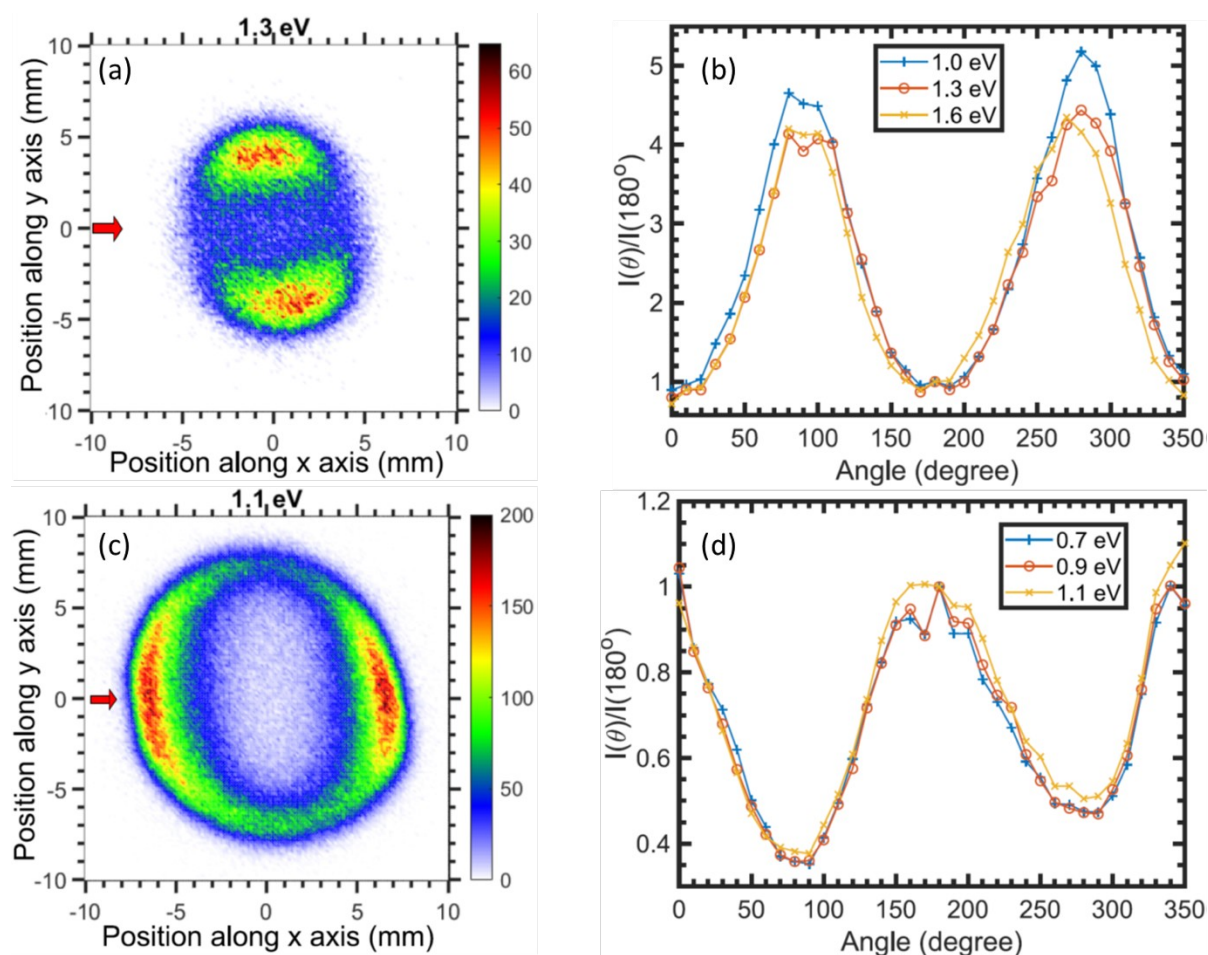 1.3 eV
(a)
10
5
0
-5
-10
-10 -5 0 5 10
Position along x axis (mm)
Position along y axis (mm)
60
50
40
30
20
10
0
(b)
1.0 eV
1.3 eV
1.6 eV
5
4
3
2
1
0 50 100 150 200 250 300 350
Angle (degree)
I(θ)/I(180°)
1.1 eV
(c)
10
5
0
-5
-10
-10 -5 0 5 10
Position along x axis (mm)
Position along y axis (mm)
200
150
100
50
0
(d)
0.7 eV
0.9 eV
1.1 eV
1.2
1
0.8
0.6
0.4
0 50 100 150 200 250 300 350
Angle (degree)
I(θ)/I(180°)